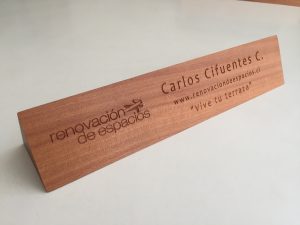 renovación
de espacios
Carlos Cifuentes C.
www.renovaciondeespacios.cl
"vive tu terraza"